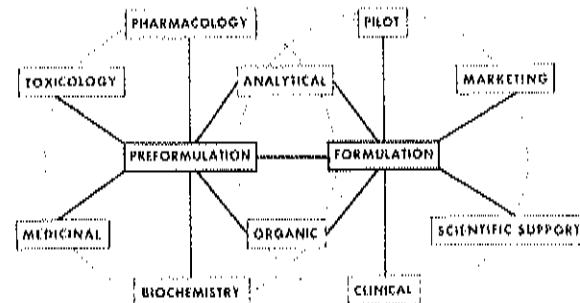 PHARMACOLOGY
PILOT
TOXICOLOGY
ANALYTICAL
MARKETING
PREFORMULATION
FORMULATION
MEDICINAL
ORGANIC
SCIENTIFIC SUPPORT
BIOCHEMISTRY
CLINICAL